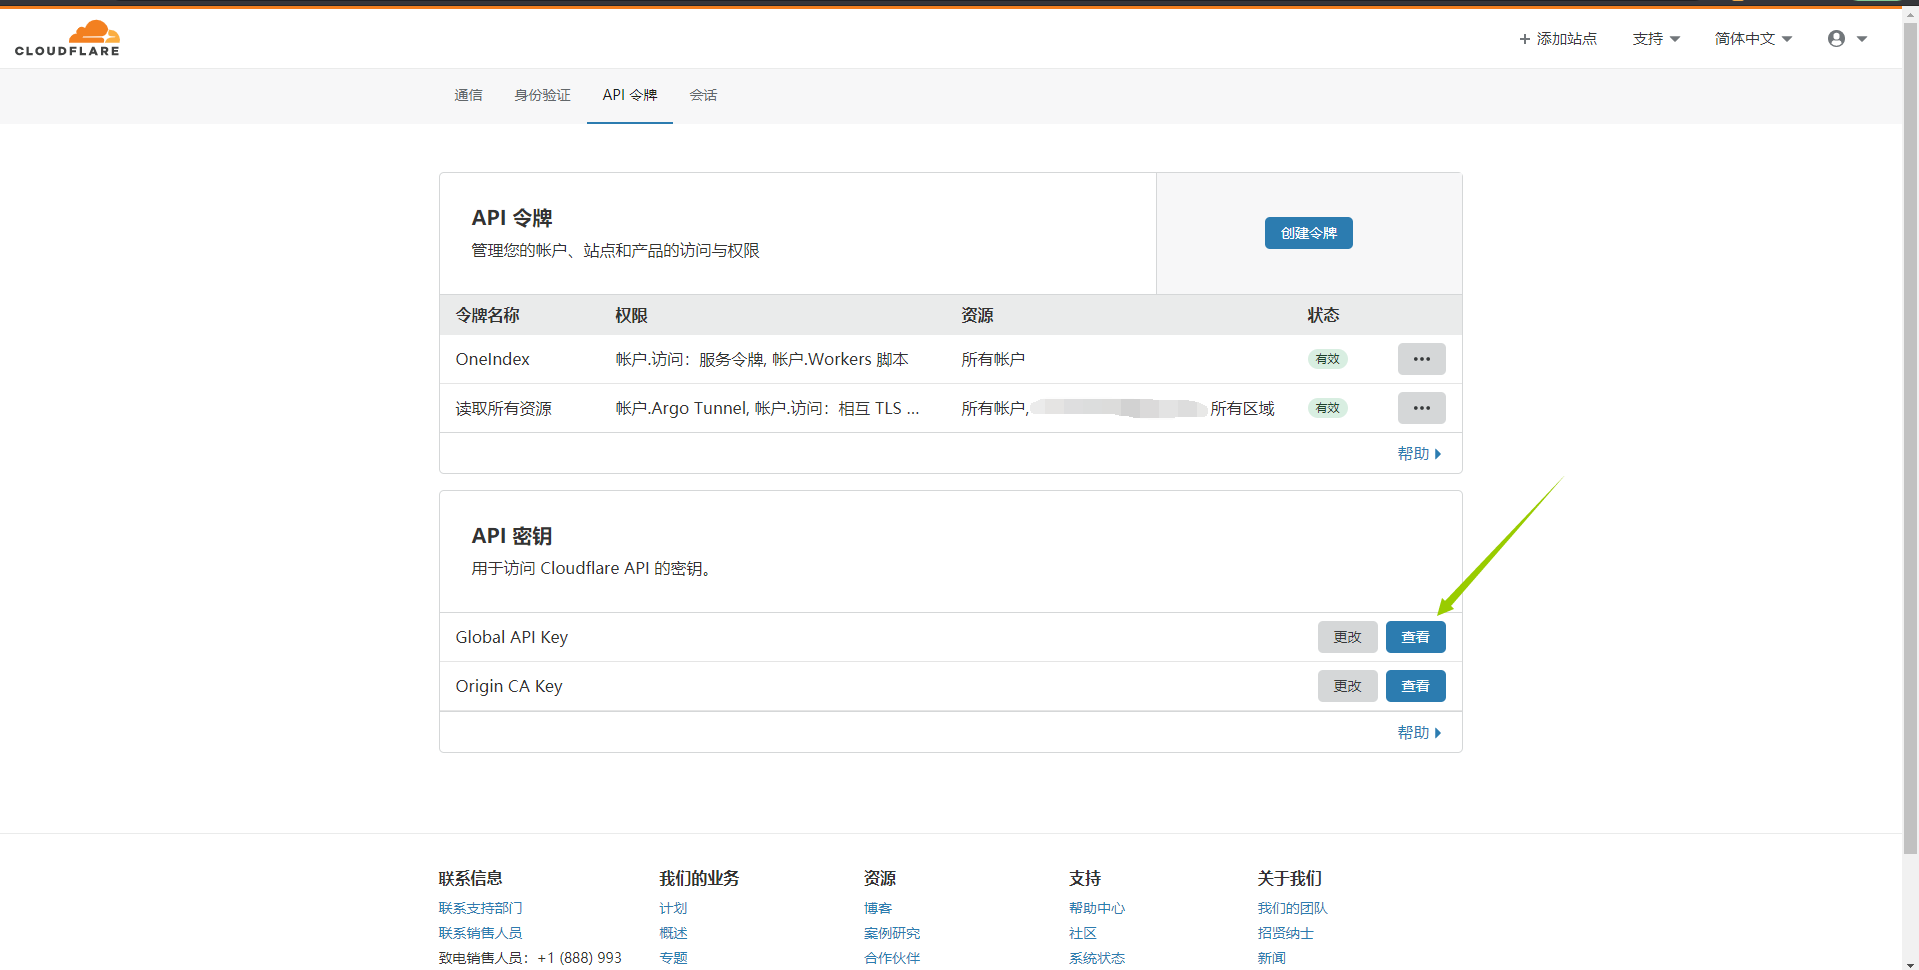 CLOUDFLARE
+ 添加站点 支持 简体中文
通信 身份验证 API 令牌 会话
API 令牌
管理您的帐户、站点和产品的访问与权限
创建令牌
令牌名称 权限 资源 状态
OneIndex 帐户.访问：服务令牌, 帐户.Workers 脚本 所有帐户 有效 •••
读取所有资源 帐户.Argo Tunnel, 帐户.访问：相互 TLS ... 所有帐户, 所有区域 有效 •••
帮助
API 密钥
用于访问 Cloudflare API 的密钥。
Global API Key 更改 查看
Origin CA Key 更改 查看
帮助
联系信息 我们的业务 资源 支持 关于我们
联系支持部门 计划 博客 帮助中心 我们的团队
联系销售人员 概述 案例研究 社区 招贤纳士
致电销售人员：+1 (888) 993 专题 合作伙伴 系统状态 新闻